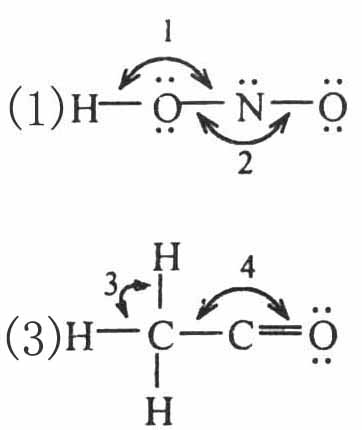 1
(1)H—Ö—N̈—Ö
2
H
3 4
(3)H—C—C=Ö
H